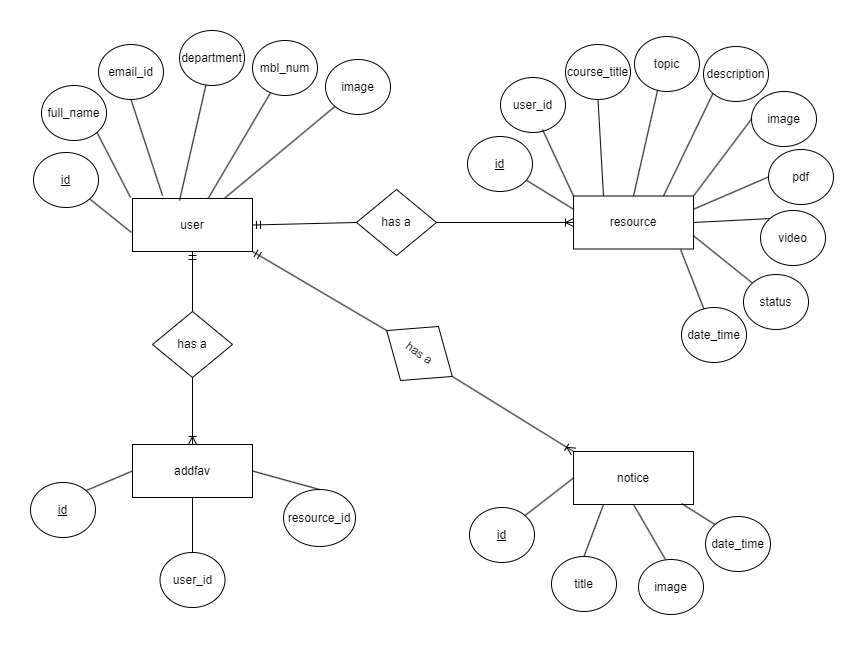 department
topic
mbl_num
email_id
course_title
description
image
user_id
full_name
image
id
id
pdf
user
has a
resource
video
status
date_time
has a
has a
addfav
notice
id
resource_id
id
date_time
user_id
title
image